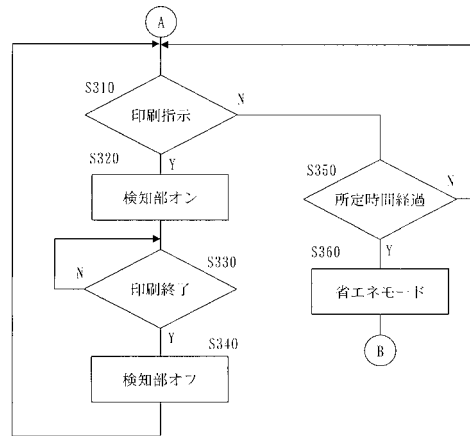 A
S310
印刷指示
N
Y
S320
検知部オン
S330
印刷終了
N
Y
S340
検知部オフ
S350
所定時間経過
N
Y
S360
省エネモード
B